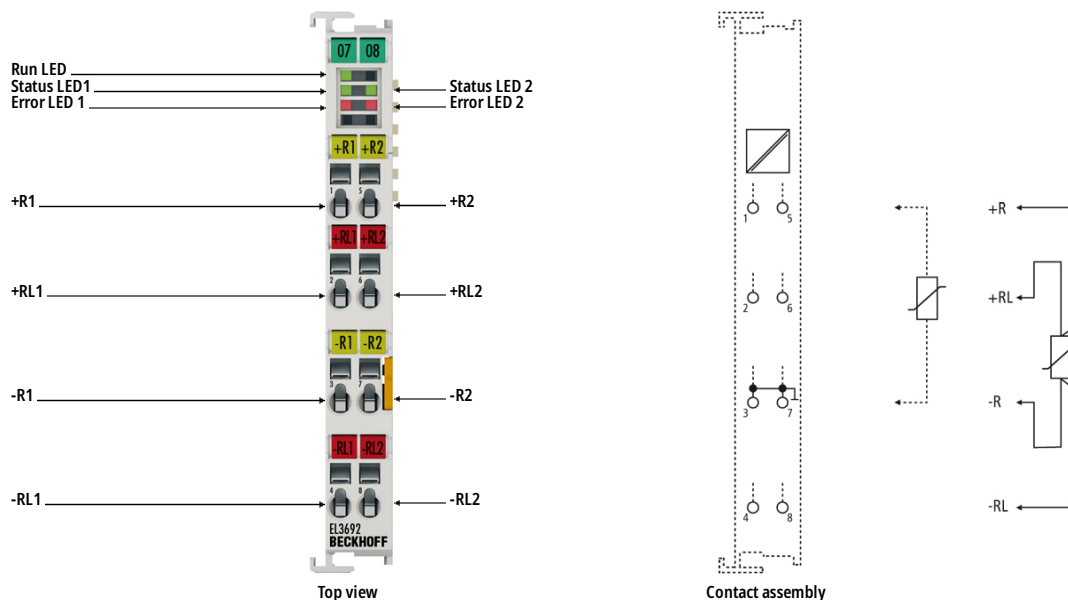 07 08
Run LED
Status LED1
Error LED 1
Status LED 2
Error LED 2
+R1 +R2
1 5
+R1
+R2
+RL1 +RL2
2 6
+RL1
+RL2
-R1 -R2
3 7
-R1
-R2
-RL1 -RL2
4 8
-RL1
-RL2
EL3692
BECKHOFF
Top view
1 5
2 6
3 7
4 8
+R
+RL
-R
-RL
Contact assembly